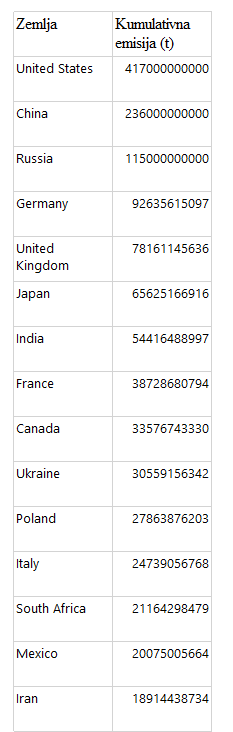 Zemlja Kumulativna
emisija (t)
United States 417000000000
China 236000000000
Russia 115000000000
Germany 92635615097
United 78161145636
Kingdom
Japan 65625166916
India 54416488997
France 38728680794
Canada 33576743330
Ukraine 30559156342
Poland 27863876203
Italy 24739056768
South Africa 21164298479
Mexico 20075005664
Iran 18914438734